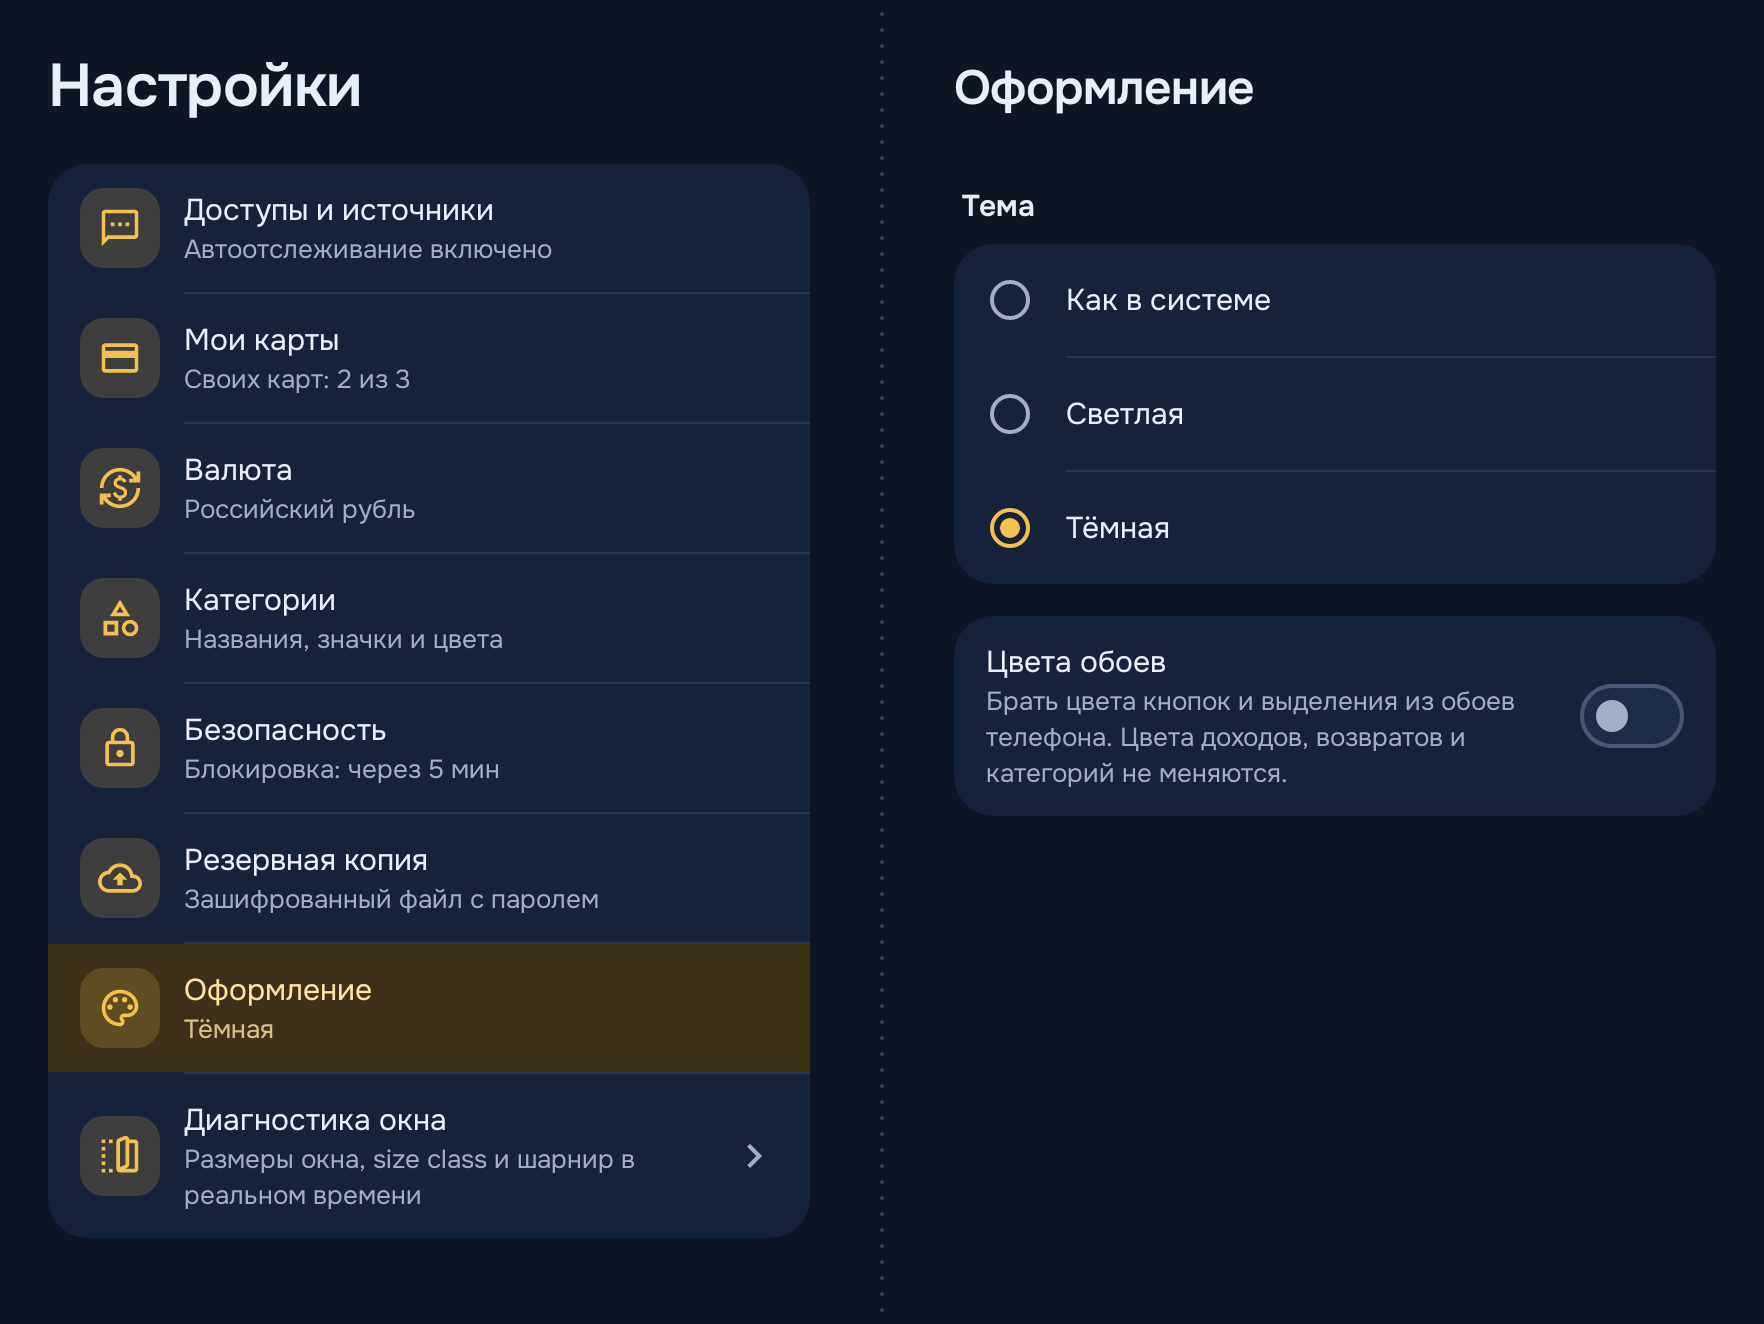 Настройки
Доступы и источники
Автоотслеживание включено
Мои карты
Своих карт: 2 из 3
Валюта
Российский рубль
Категории
Названия, значки и цвета
Безопасность
Блокировка: через 5 мин
Резервная копия
Зашифрованный файл с паролем
Оформление
Тёмная
Диагностика окна
Размеры окна, size class и шарнир в
реальном времени
Оформление
Тема
Как в системе
Светлая
Тёмная
Цвета обоев
Брать цвета кнопок и выделения из обоев
телефона. Цвета доходов, возвратов и
категорий не меняются.